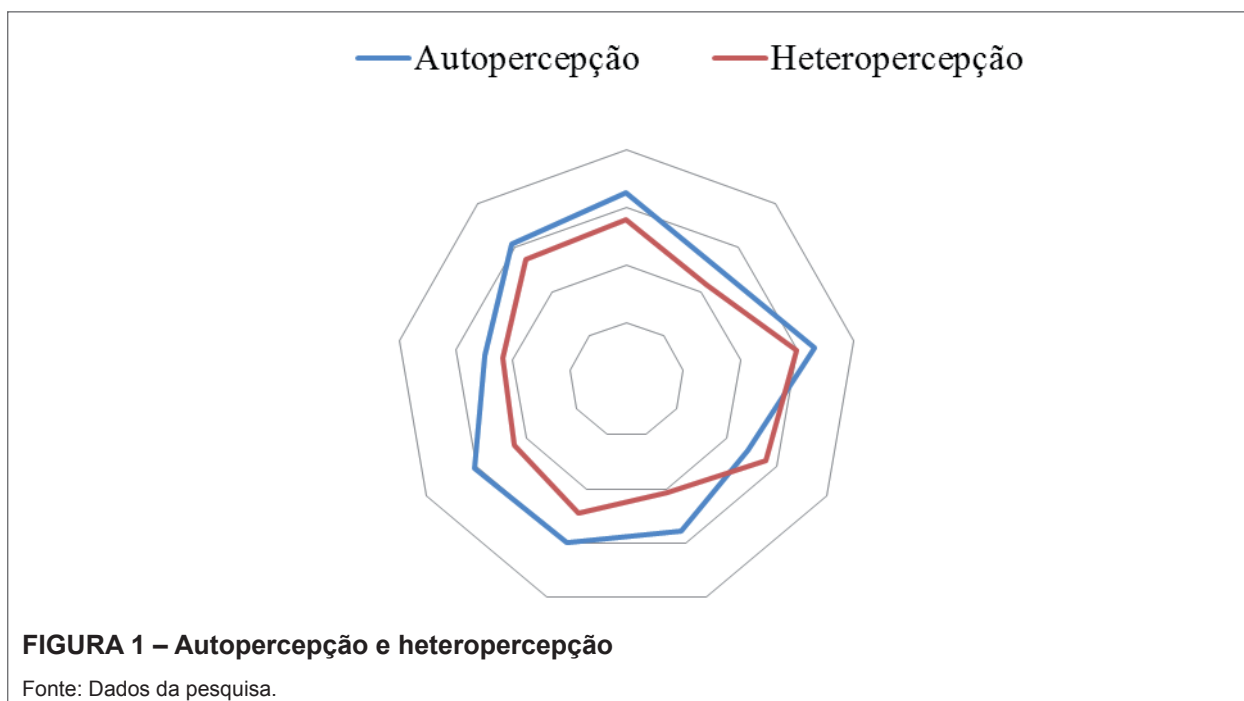 Autopercepção Heteropercepção
FIGURA 1 – Autopercepção e heteropercepção
Fonte: Dados da pesquisa.